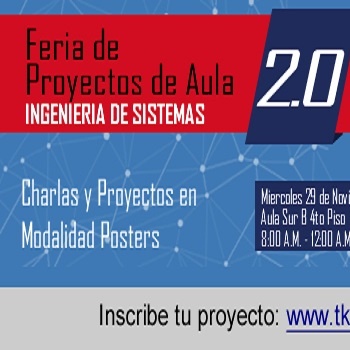 Feria de
Proyectos de Aula
2.0
INGENIERIA DE SISTEMAS
Charlas y Proyectos en
Modalidad Posters
Miercoles 29 de Novi
Aula Sur B 4to Piso
8:00 A.M. - 12:00 A.M
Inscribe tu proyecto: www.tk